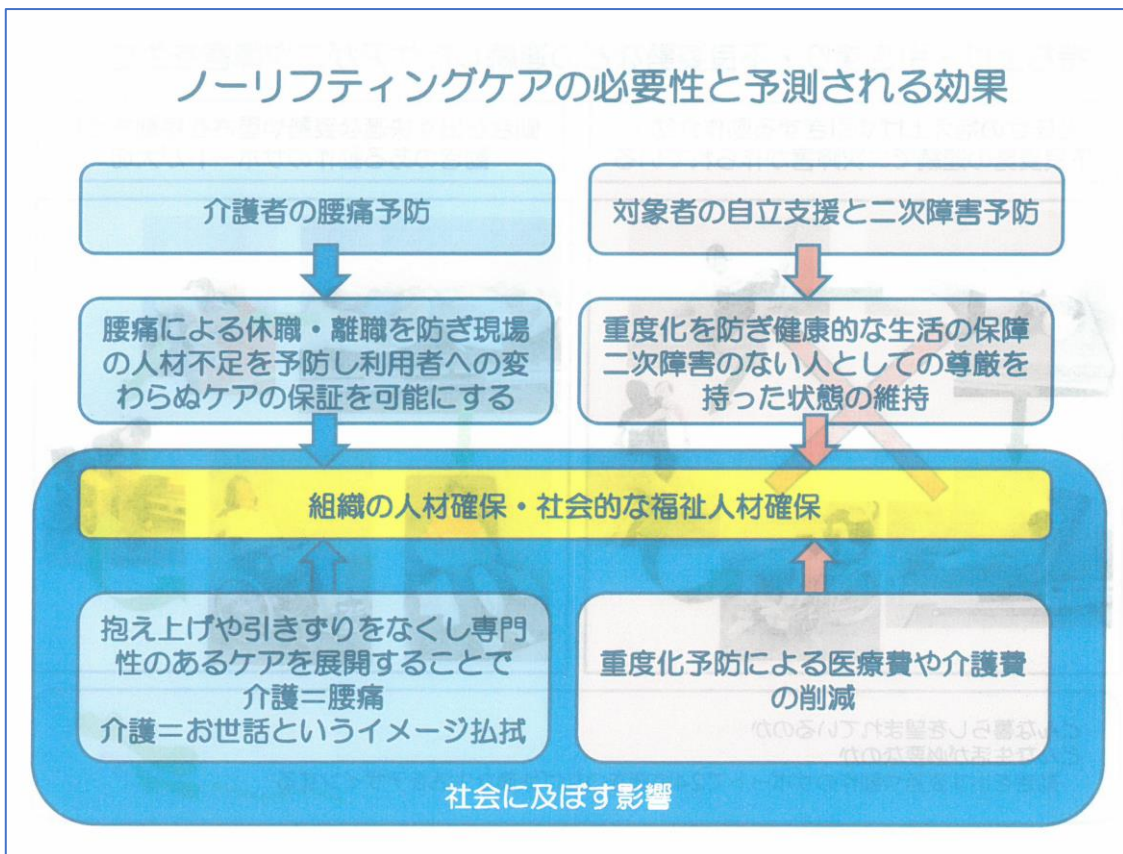 ノーリフティングケアの必要性と予測される効果
介護者の腰痛予防
対象者の自立支援と二次障害予防
腰痛による休職・離職を防ぎ現場
の人材不足を予防し利用者への変
わらぬケアの保証を可能にする
重度化を防ぎ健康的な生活の保障
二次障害のない人としての尊厳を
持った状態の維持
組織の人材確保・社会的な福祉人材確保
抱え上げや引きずりをなくし専門
性のあるケアを展開することで
介護＝腰痛
介護＝お世話というイメージ払拭
重度化予防による医療費や介護費
の削減
社会に及ぼす影響